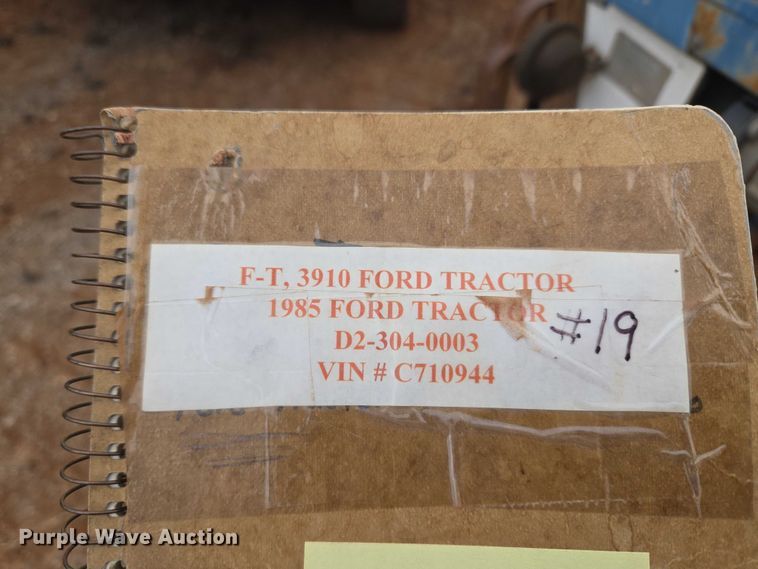 F-T, 3910 FORD TRACTOR
1985 FORD TRACTOR
#19
D2-304-0003
VIN # C710944
Purple Wave Auction